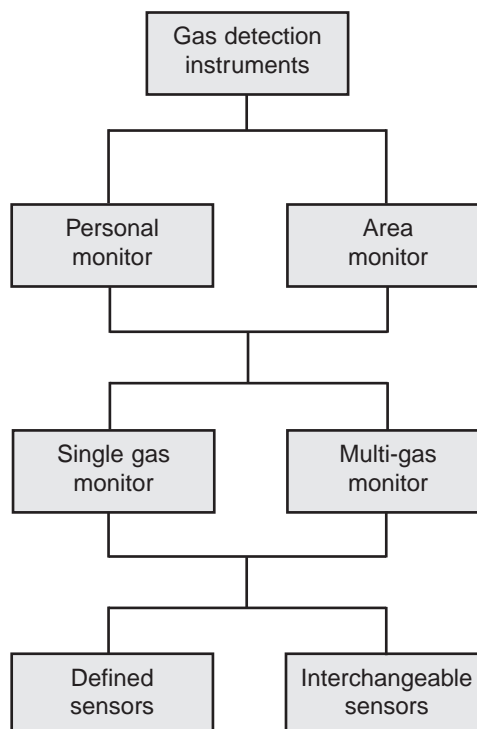 Gas detection
instruments
Personal
monitor
Area
monitor
Single gas
monitor
Multi-gas
monitor
Defined
sensors
Interchangeable
sensors